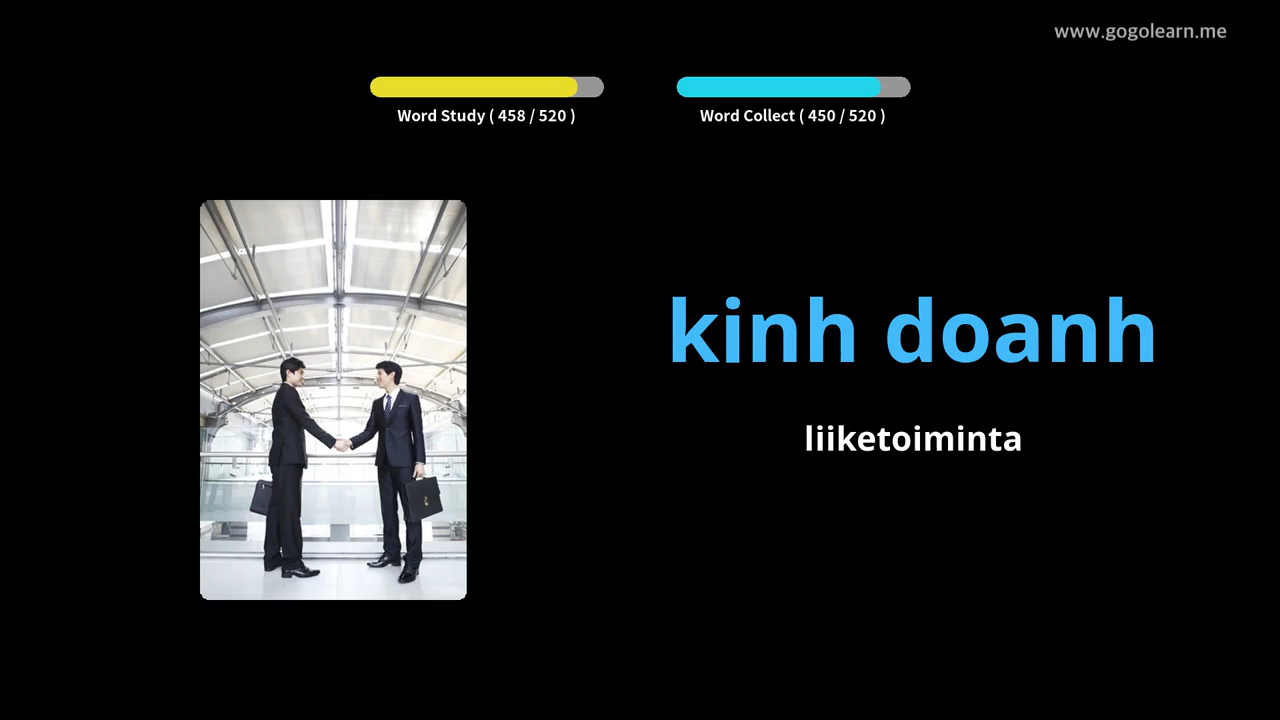 www.gogolearn.me
Word Study ( 458 / 520 )
Word Collect ( 450 / 520 )
kinh doanh
liiketoiminta